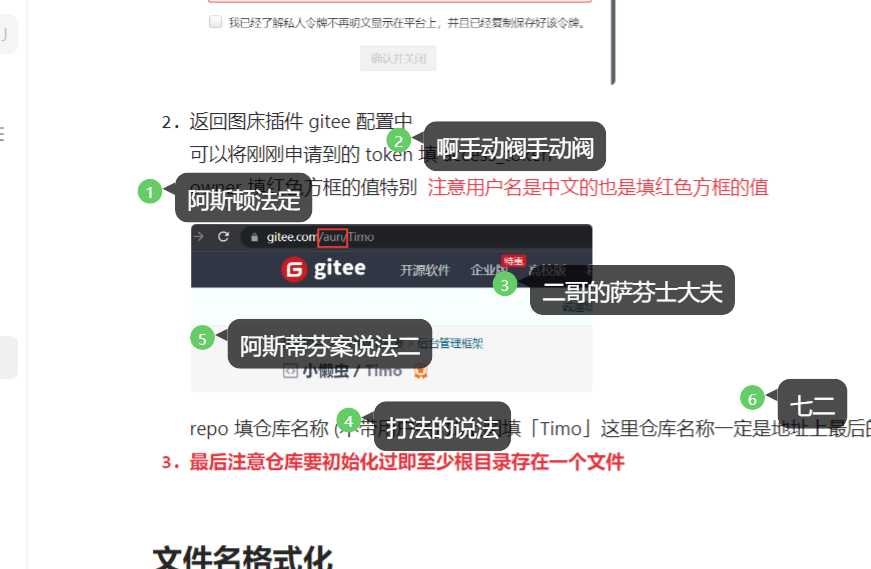 我已经了解私人令牌不再明文显示在平台上，并且已经复制保存好该令牌。
确认并关闭
2. 返回图床插件 gitee 配置中
2
啊手动阀手动阀
可以将刚刚申请到的 token 填 access_token
1
阿斯顿法定
owner 填红色方框的值特别 注意用户名是中文的也是填红色方框的值
gitee.com/aun/Timo
gitee 开源软件 企业版 特惠 高校版
3
二哥的萨芬士大夫
5
阿斯蒂芬案说法二
后台管理框架
小懒虫 / Timo
6
七二
4
打法的说法
repo 填仓库名称 (不带用 填「Timo」这里仓库名称一定是地址上最后的
3. 最后注意仓库要初始化过即至少根目录存在一个文件
文件名格式化